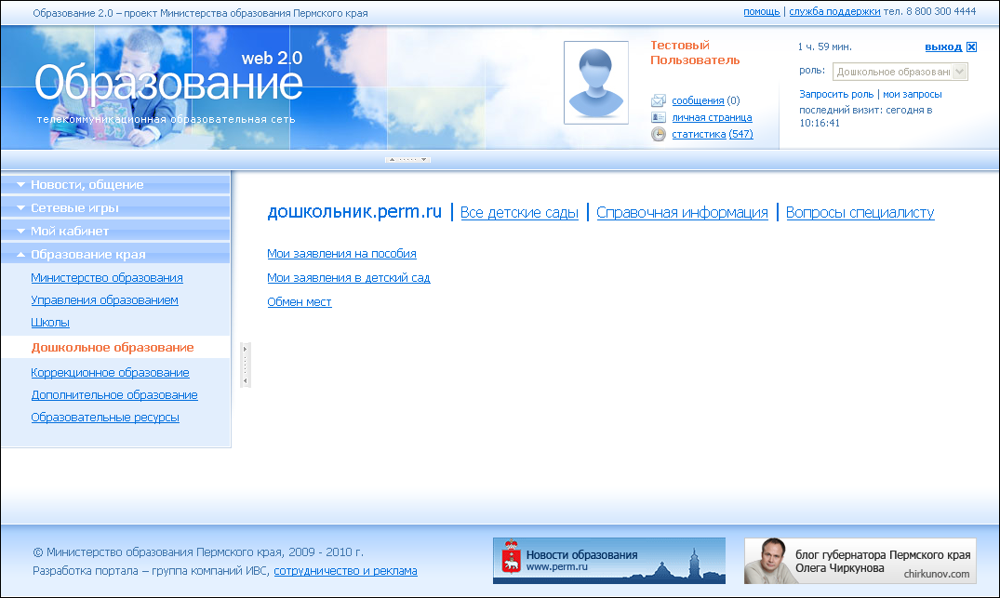 Образование 2.0 – проект Министерства образования Пермского края
помощь | служба поддержки тел. 8 800 300 4444
web 2.0
Образование
телекоммуникационная образовательная сеть
Тестовый
Пользователь
сообщения (0)
личная страница
статистика (547)
1 ч. 59 мин.
выход
роль: Дошкольное образовани
Запросить роль | мои запросы
последний визит: сегодня в
10:16:41
Новости, общение
Сетевые игры
Мой кабинет
Образование края
Министерство образования
Управления образованием
Школы
Дошкольное образование
Коррекционное образование
Дополнительное образование
Образовательные ресурсы
дошкольник.perm.ru | Все детские сады | Справочная информация | Вопросы специалисту
Мои заявления на пособия
Мои заявления в детский сад
Обмен мест
© Министерство образования Пермского края, 2009 - 2010 г.
Разработка портала – группа компаний ИВС, сотрудничество и реклама
Новости образования
www.perm.ru
блог губернатора Пермского края
Олега Чиркунова
chirkunov.com